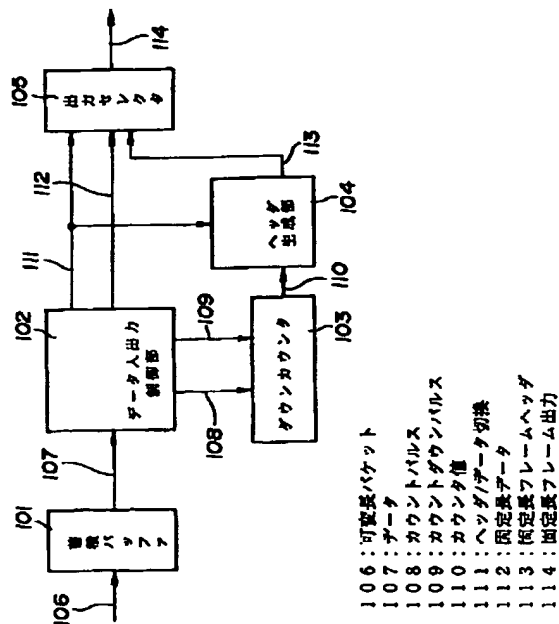 106
101
蓄積バッファ
107
102
データ入出力
制御部
108
109
103
ダウンカウンタ
110
104
ヘッダ
出成部
111
112
113
105
出力セレクタ
114
106：可変長パケット
107：データ
108：カウントパルス
109：カウントダウンパルス
110：カウンタ値
111：ヘッダ/データ切換
112：固定長データ
113：固定長フレームヘッダ
114：固定長フレーム出力